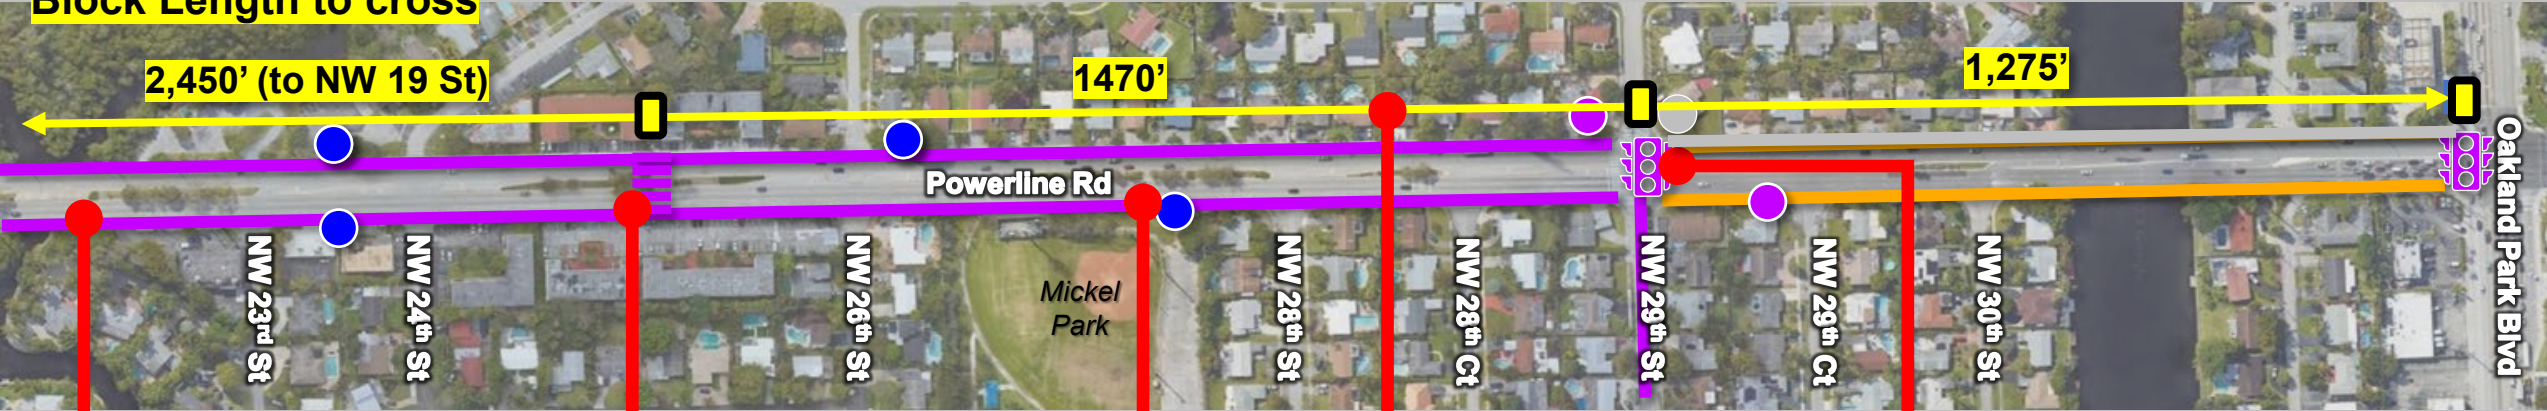 Block Length to cross
2,450’ (to NW 19 St)
1470’
1,275’
Powerline Rd
Mickel
Park
NW 23rd St
NW 24th St
NW 26th St
NW 28th St
NW 28th Ct
NW 29th St
NW 29th Ct
NW 30th St
Oakland Park Blvd